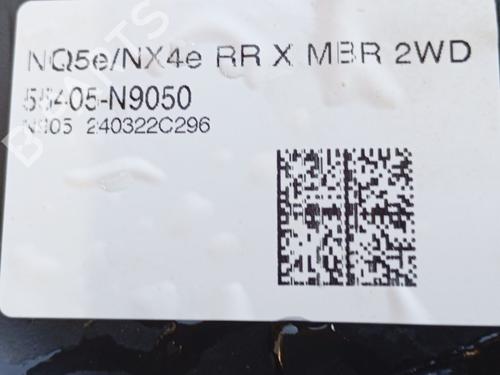 NQ5e/NX4e RR X MBR 2WD
55405-N9050
N905 240322C296